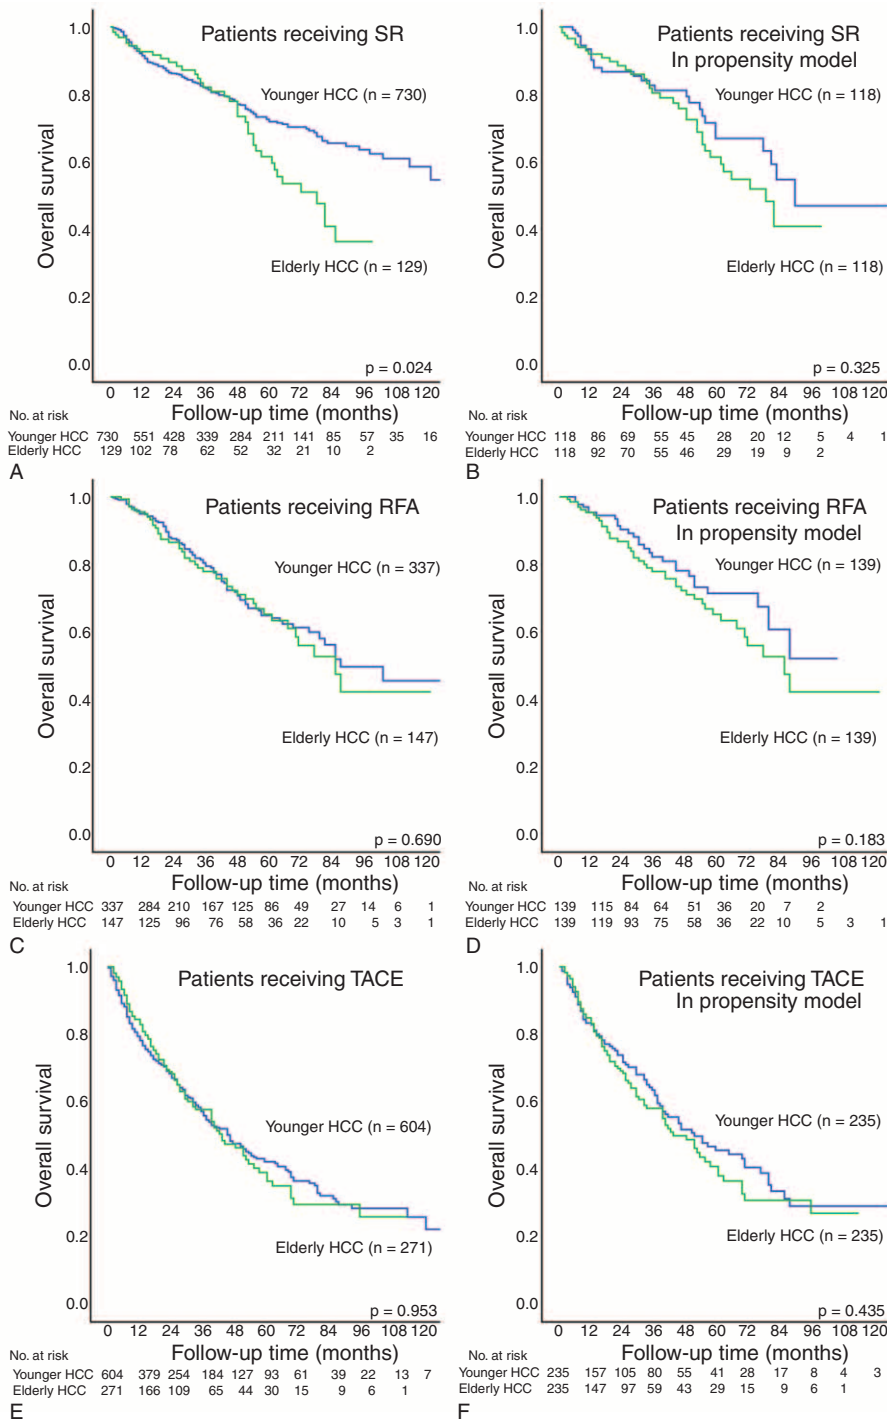 Patients receiving SR
Overall survival
1.0
0.8
0.6
0.4
0.2
0.0
Younger HCC (n = 730)
Elderly HCC (n = 129)
p = 0.024
0 12 24 36 48 60 72 84 96 108 120
No. at risk
Follow-up time (months)
Younger HCC 730 551 428 339 284 211 141 85 57 35 16
Elderly HCC 129 102 78 62 52 32 21 10 2
A
Patients receiving SR
In propensity model
Overall survival
1.0
0.8
0.6
0.4
0.2
0.0
Younger HCC (n = 118)
Elderly HCC (n = 118)
p = 0.325
0 12 24 36 48 60 72 84 96 108 120
No. at risk
Follow-up time (months)
Younger HCC 118 86 69 55 45 28 20 12 5 4 1
Elderly HCC 118 92 70 55 46 29 19 9 2
B
Patients receiving RFA
Overall survival
1.0
0.8
0.6
0.4
0.2
0.0
Younger HCC (n = 337)
Elderly HCC (n = 147)
p = 0.690
0 12 24 36 48 60 72 84 96 108 120
No. at risk
Follow-up time (months)
Younger HCC 337 284 210 167 125 86 49 27 14 6 1
Elderly HCC 147 125 96 76 58 36 22 10 5 3 1
C
Patients receiving RFA
In propensity model
Overall survival
1.0
0.8
0.6
0.4
0.2
0.0
Younger HCC (n = 139)
Elderly HCC (n = 139)
p = 0.183
0 12 24 36 48 60 72 84 96 108 120
No. at risk
Follow-up time (months)
Younger HCC 139 115 84 64 51 36 20 7 2
Elderly HCC 139 119 93 75 58 36 22 10 5 3 1
D
Patients receiving TACE
Overall survival
1.0
0.8
0.6
0.4
0.2
0.0
Younger HCC (n = 604)
Elderly HCC (n = 271)
p = 0.953
0 12 24 36 48 60 72 84 96 108 120
No. at risk
Follow-up time (months)
Younger HCC 604 379 254 184 127 93 61 39 22 13 7
Elderly HCC 271 166 109 65 44 30 15 9 6 1
E
Patients receiving TACE
In propensity model
Overall survival
1.0
0.8
0.6
0.4
0.2
0.0
Younger HCC (n = 235)
Elderly HCC (n = 235)
p = 0.435
0 12 24 36 48 60 72 84 96 108 120
No. at risk
Follow-up time (months)
Younger HCC 235 157 105 80 55 41 28 17 8 4 3
Elderly HCC 235 147 97 59 43 29 15 9 6 1
F